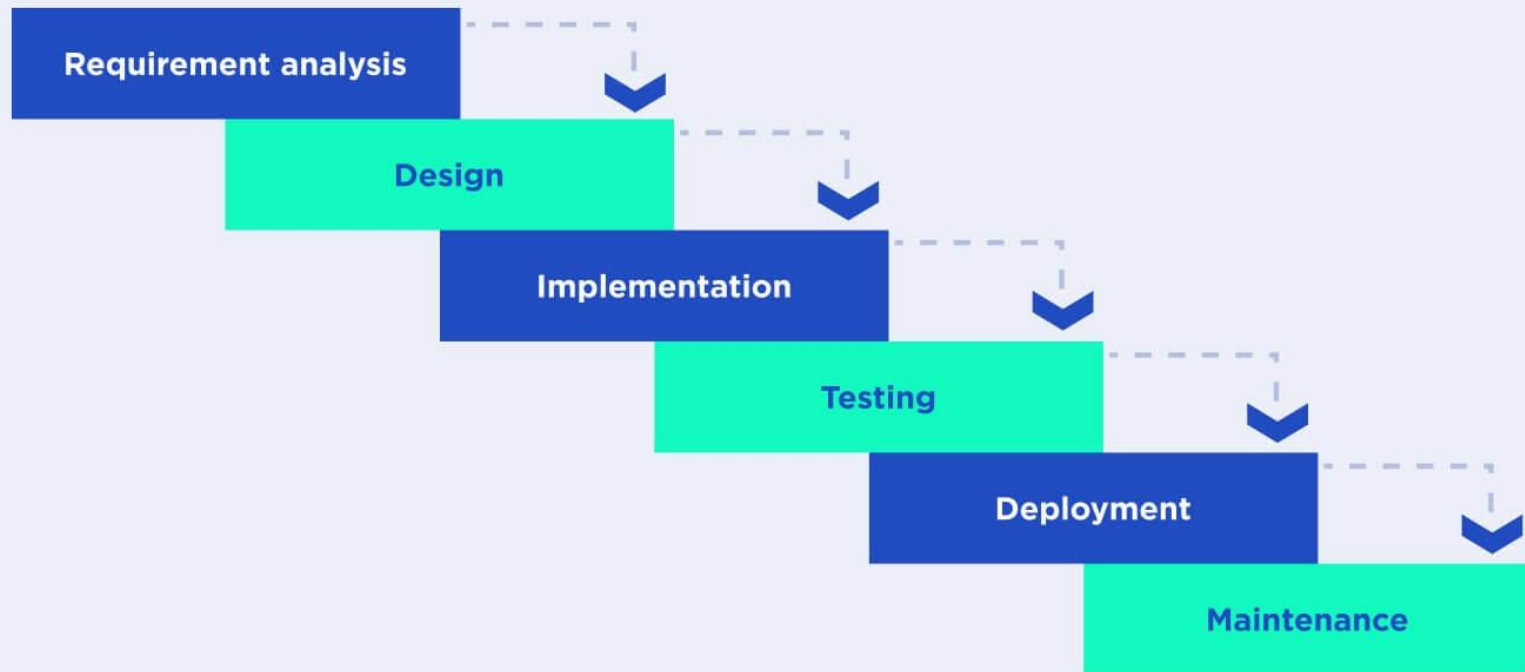 Requirement analysis
Design
Implementation
Testing
Deployment
Maintenance